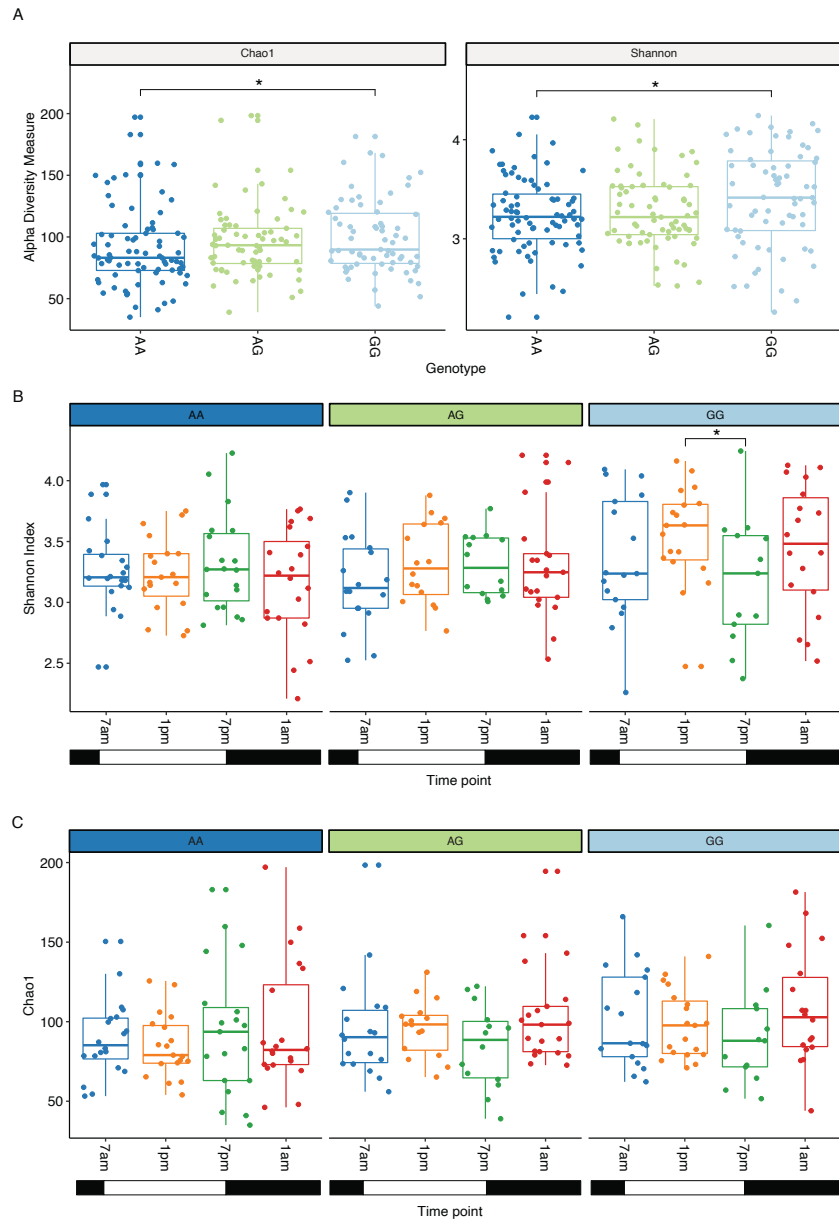 A
Chao1 Shannon
*
*
Alpha Diversity Measure
200
150
100
50
4
3
AA AG GG AA AG GG
Genotype
B
AA AG GG
*
Shannon Index
4.0
3.5
3.0
2.5
7am 1pm 7pm 1am 7am 1pm 7pm 1am 7am 1pm 7pm 1am
Time point
C
AA AG GG
Chao1
200
150
100
50
7am 1pm 7pm 1am 7am 1pm 7pm 1am 7am 1pm 7pm 1am
Time point